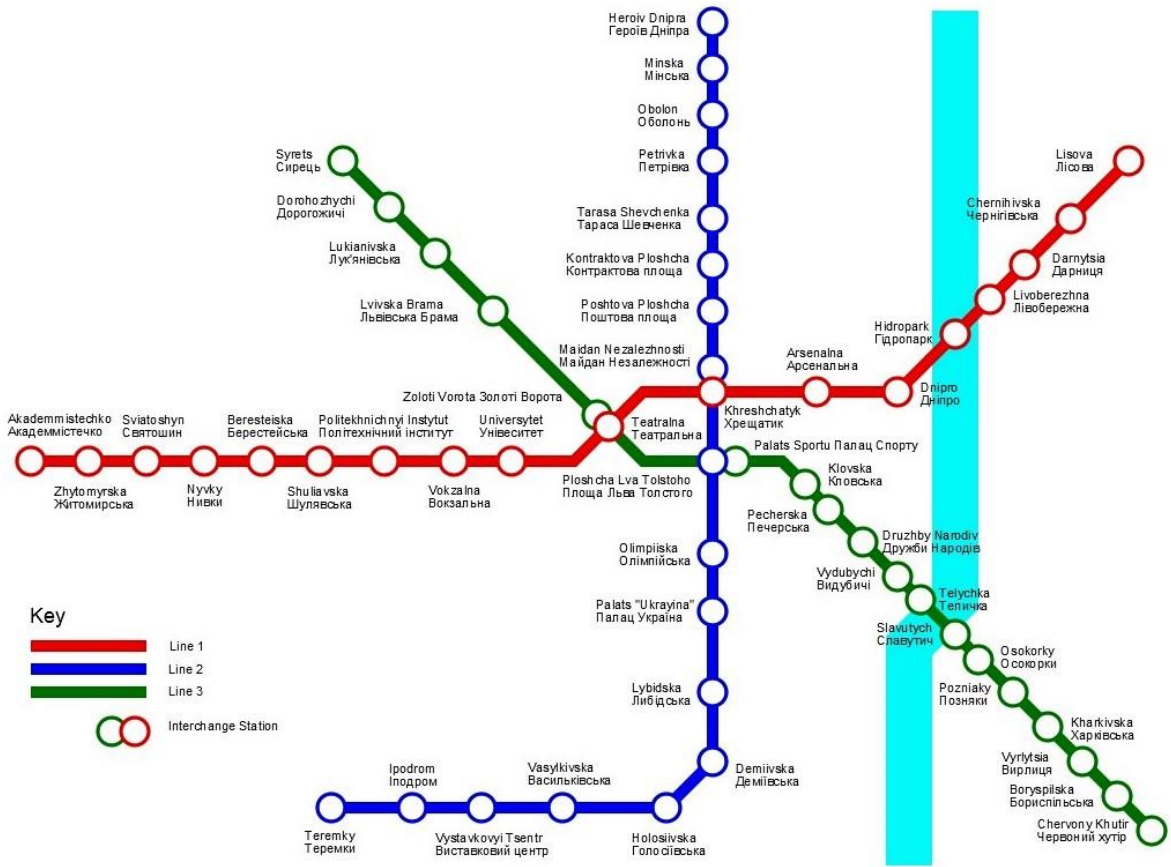 Heroiv Dnipra
Героїв Дніпра
Minska
Мінська
Obolon
Оболонь
Petrivka
Петрівка
Tarasa Shevchenka
Тараса Шевченка
Kontraktova Ploshcha
Контрактова площа
Poshtova Ploshcha
Поштова площа
Maidan Nezalezhnosti
Майдан Незалежності
Syrets
Сирець
Dorohozhychi
Дорогожичі
Lukianivska
Лук'янівська
Lvivska Brama
Львівська Брама
Zoloti Vorota Золоті Ворота
Lisova
Лісова
Chernihivska
Чернігівська
Darnytsia
Дарниця
Livoberezhna
Лівобережна
Hidropark
Гідропарк
Arsenalna
Арсенальна
Dnipro
Дніпро
Khreshchatyk
Хрещатик
Teatralna
Театральна
Akademmistechko
Академмістечко
Sviatoshyn
Святошин
Beresteiska
Берестейська
Politekhnichnyi Instytut
Політехнічний інститут
Universytet
Унівеситет
Zhytomyrska
Житомирська
Nyvky
Нивки
Shuliavska
Шулявська
Vokzalna
Вокзальна
Ploshcha Lva Tolstoho
Площа Льва Толстого
Palats Sportu Палац Спорту
Klovska
Кловська
Pecherska
Печерська
Druzhby Narodiv
Дружби Народів
Vydubychi
Видубичі
Telychka
Теличка
Slavutych
Славутич
Osokorky
Осокорки
Pozniaky
Позняки
Kharkivska
Харківська
Vyrlytsia
Вирлиця
Boryspilska
Бориспільська
Chervony Khutir
Червоний хутір
Olimpiiska
Олімпійська
Palats "Ukrayina"
Палац Україна
Lybidska
Либідська
Demiivska
Деміївська
Vasylkivska
Васильківська
Ipodrom
Іподром
Teremky
Теремки
Vystavkovyi Tsentr
Виставковий центр
Holosiivska
Голосіївська
Key
Line 1
Line 2
Line 3
Interchange Station